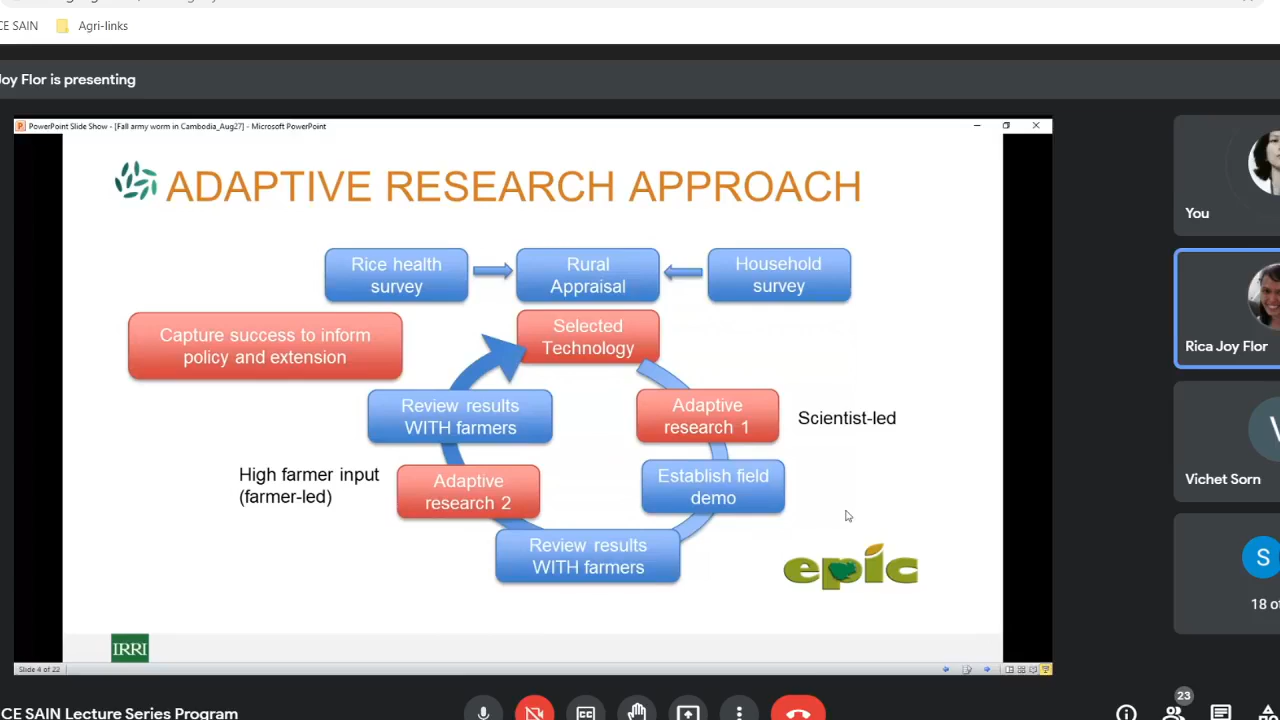 CE SAIN
Agri-links
Joy Flor is presenting
PowerPoint Slide Show - [Fall army worm in Cambodia_Aug27] - Microsoft PowerPoint
ADAPTIVE RESEARCH APPROACH
Rice health
survey
Rural
Appraisal
Household
survey
Capture success to inform
policy and extension
Selected
Technology
Review results
WITH farmers
Adaptive
research 1
Scientist-led
High farmer input
(farmer-led)
Adaptive
research 2
Establish field
demo
Review results
WITH farmers
epic
IRRI
Slide 4 of 22
You
Rica Joy Flor
V
Vichet Sorn
S
18 o
CE SAIN Lecture Series Program
23